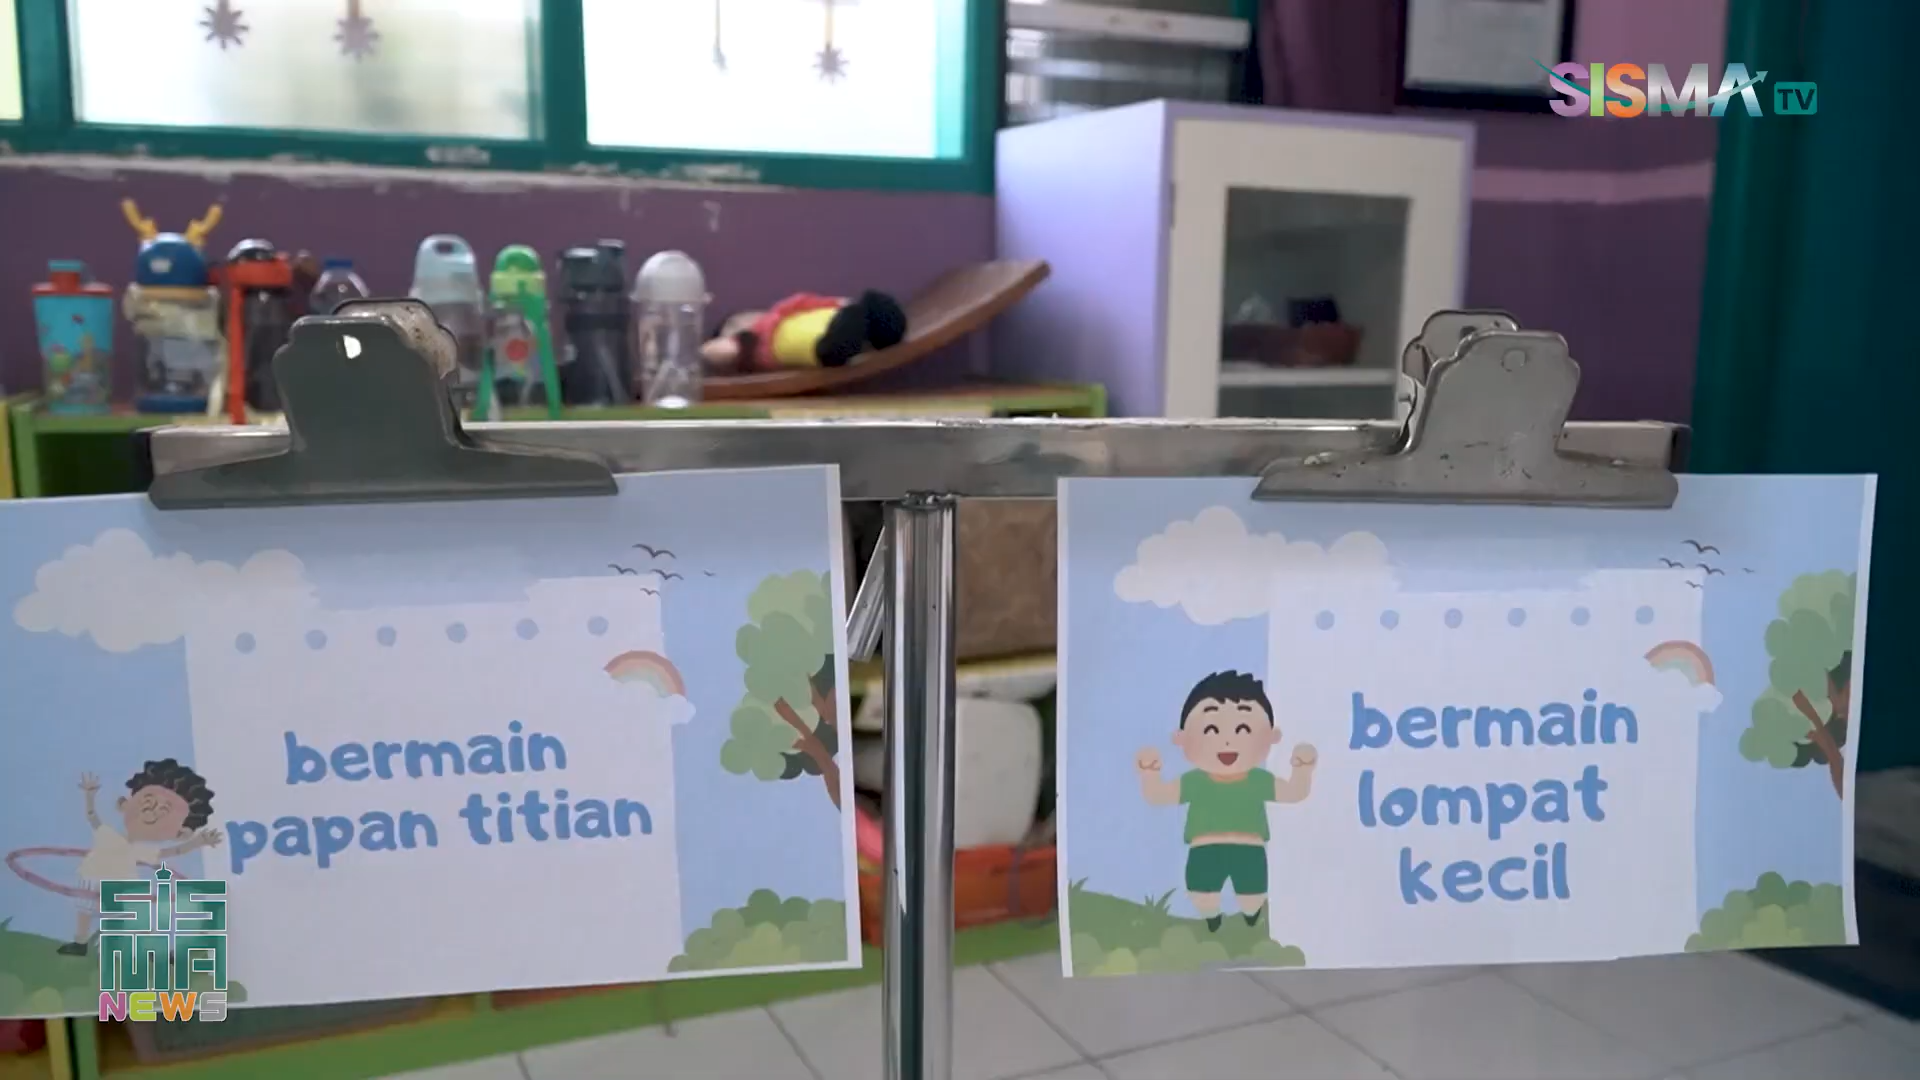 SISMA TV
bermain
papan titian
bermain
lompat
kecil
SIS
MA
NEWS